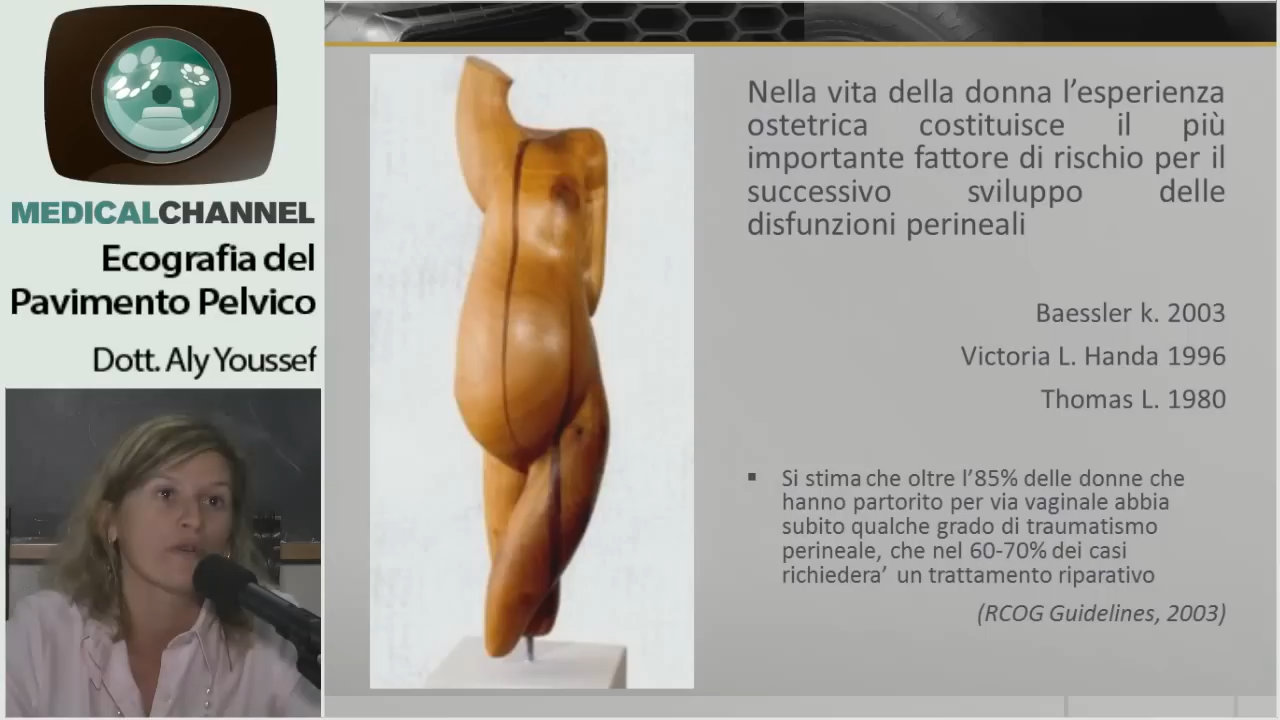 MEDICALCHANNEL
Ecografia del
Pavimento Pelvico
Dott. Aly Youssef
Nella vita della donna l’esperienza
ostetrica costituisce il più
importante fattore di rischio per il
successivo sviluppo delle
disfunzioni perineali
Baessler k. 2003
Victoria L. Handa 1996
Thomas L. 1980
▪ Si stima che oltre l’85% delle donne che
hanno partorito per via vaginale abbia
subito qualche grado di traumatismo
perineale, che nel 60-70% dei casi
richiedera’ un trattamento riparativo
(RCOG Guidelines, 2003)